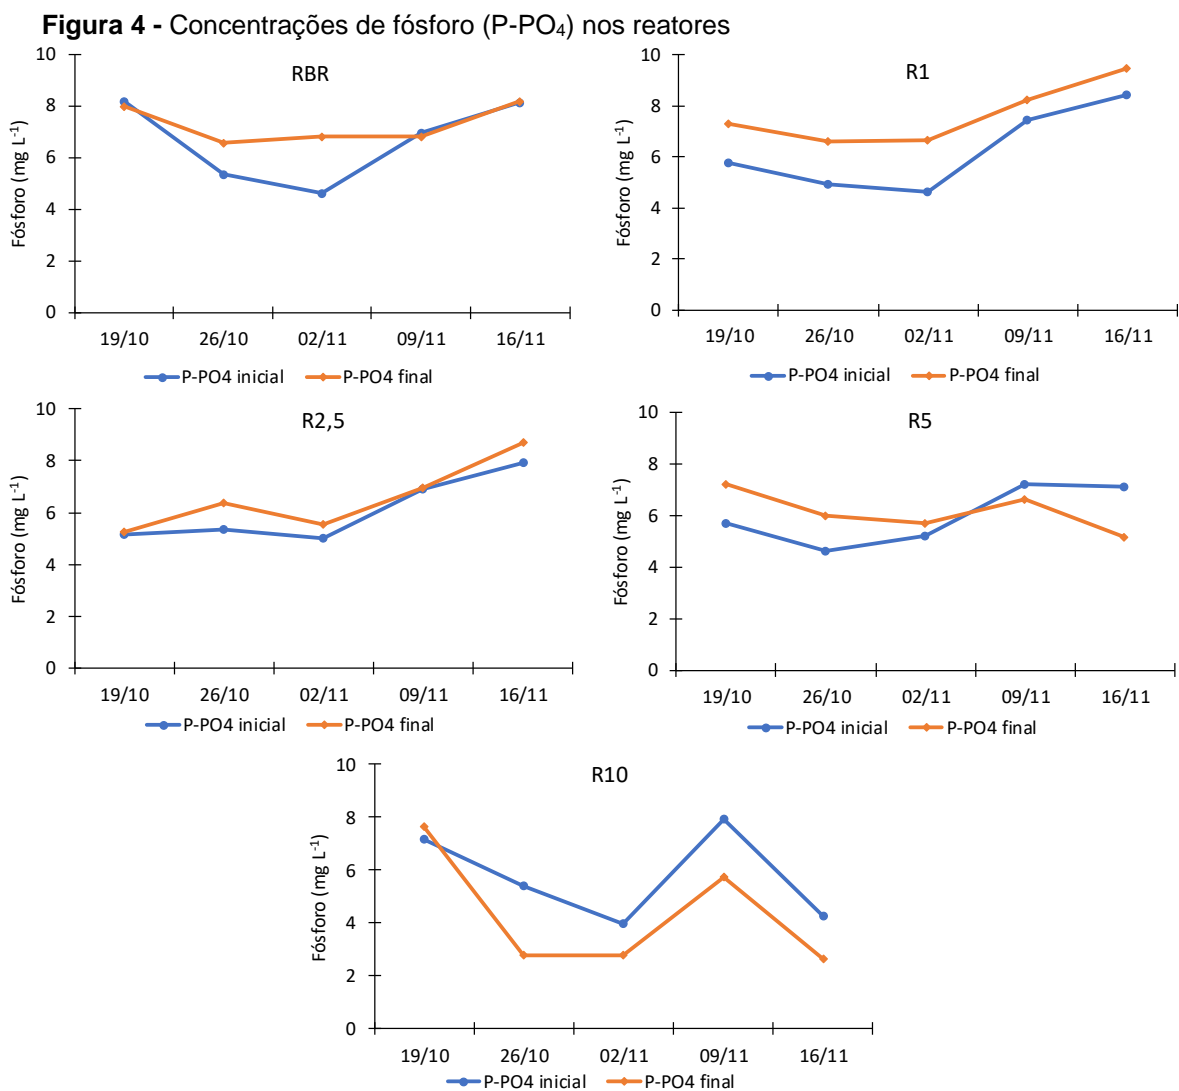 Figura 4 - Concentrações de fósforo (P-PO₄) nos reatores
RBR
Fósforo (mg L⁻¹)
10
8
6
4
2
0
19/10 26/10 02/11 09/11 16/11
P-PO4 inicial P-PO4 final
R1
Fósforo (mg L⁻¹)
10
8
6
4
2
0
19/10 26/10 02/11 09/11 16/11
P-PO4 inicial P-PO4 final
R2,5
Fósforo (mg L⁻¹)
10
8
6
4
2
0
19/10 26/10 02/11 09/11 16/11
P-PO4 inicial P-PO4 final
R5
Fósforo (mg L⁻¹)
10
8
6
4
2
0
19/10 26/10 02/11 09/11 16/11
P-PO4 inicial P-PO4 final
R10
Fósforo (mg L⁻¹)
10
8
6
4
2
0
19/10 26/10 02/11 09/11 16/11
P-PO4 inicial P-PO4 final